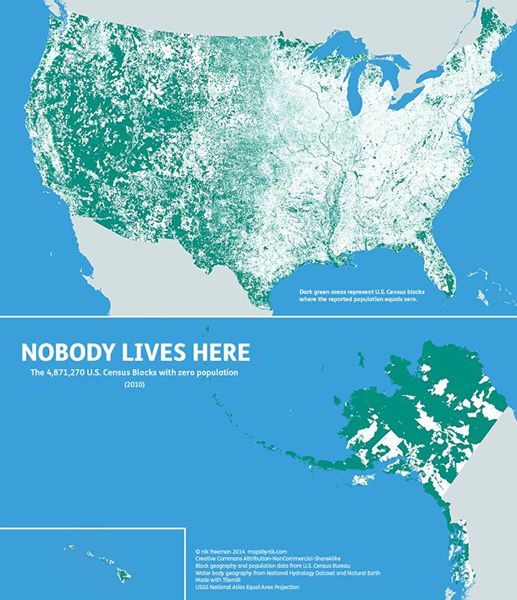 Dark green areas represent U.S. Census blocks
where the reported population equals zero.
NOBODY LIVES HERE
The 4,871,270 U.S. Census Blocks with zero population
(2010)
© nik freeman 2014 mapsbynik.com
Creative Commons Attribution-NonCommercial-ShareAlike
Block geography and population data from U.S. Census Bureau
Water body geography from National Hydrology Dataset and Natural Earth
Made with Tilemill
USGS National Atlas Equal Area Projection